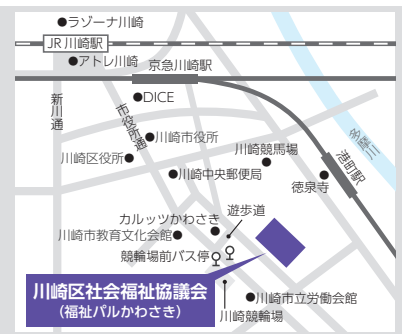 ●ラゾーナ川崎
JR川崎駅
●アトレ川崎
京急川崎駅
●DICE
新川通
市役所通
●川崎市役所
川崎区役所●
川崎競馬場
●
●川崎中央郵便局
多摩川
港町駅
徳泉寺
カルッツかわさき
●
遊歩道
川崎市教育文化会館●
競輪場前バス停
川崎区社会福祉協議会
(福祉パルかわさき)
●川崎市立労働会館
川崎競輪場